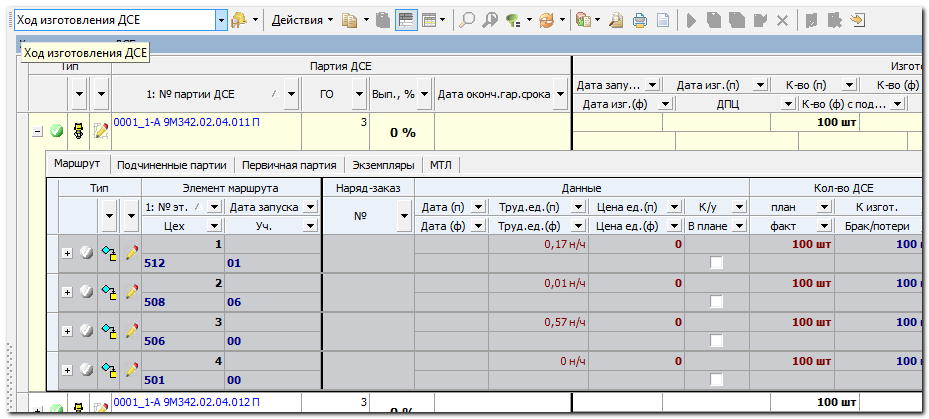 Ход изготовления ДСЕ Действия
Ход изготовления ДСЕ
Тип Партия ДСЕ Изгото
1: № партии ДСЕ ГО Вып., % Дата оконч.гар.срока Дата запу... Дата изг.(п) К-во (п) К-во (ф)
Дата изг.(ф) ДПЦ К-во (ф) с под...
0001_1-А 9М342.02.04.011 П 3 0 % 100 шт
Маршрут Подчиненные партии Первичная партия Экземпляры МТЛ
Тип Элемент маршрута Наряд-заказ Данные Кол-во ДСЕ
1: № эт. Дата запуска № Дата (п) Труд.ед.(п) Цена ед.(п) К/у план К изгот.
Цех Уч. Дата (ф) Труд.ед.(ф) Цена ед.(ф) В плане факт Брак/потери
1 0,17 н/ч 0 100 шт 100
512 01
2 0,01 н/ч 0 100 шт 100
508 06
3 0,57 н/ч 0 100 шт 100
506 00
4 0 н/ч 0 100 шт 100
501 00
0001_1-А 9М342.02.04.012 П 3 0 % 100 шт